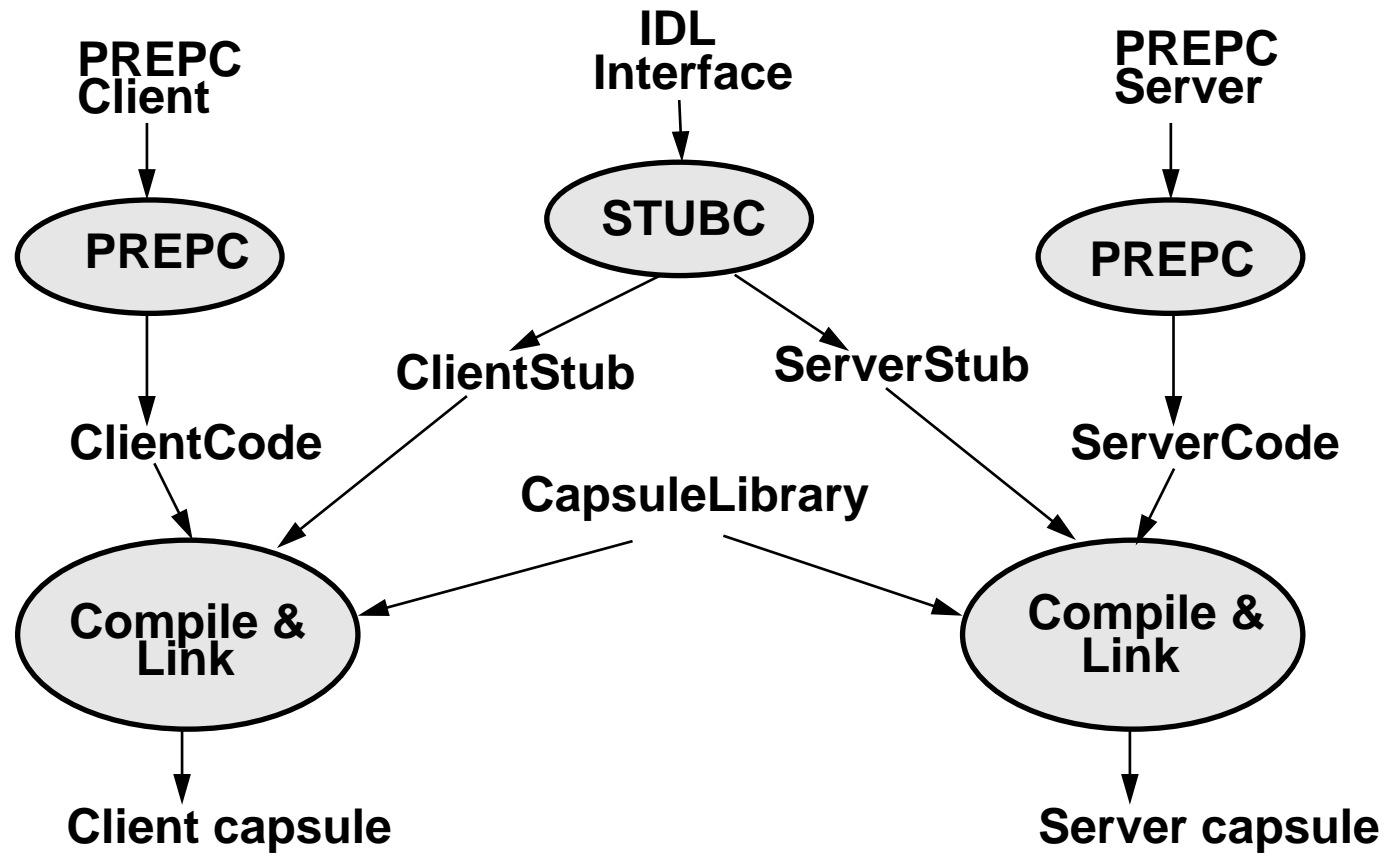 PREPC
Client
IDL
Interface
PREPC
Server
PREPC
STUBC
PREPC
ClientStub
ServerStub
ClientCode
ServerCode
CapsuleLibrary
Compile &
Link
Compile &
Link
Client capsule
Server capsule